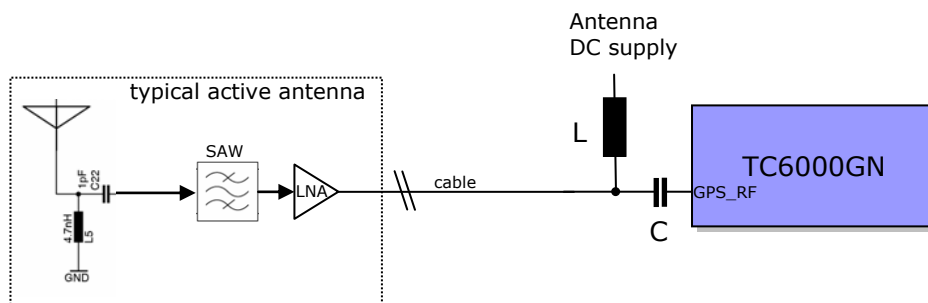 Antenna
DC supply
typical active antenna
L
SAW
TC6000GN
1pF
C22
LNA
cable
GPS_RF
C
4.7nH
L5
GND